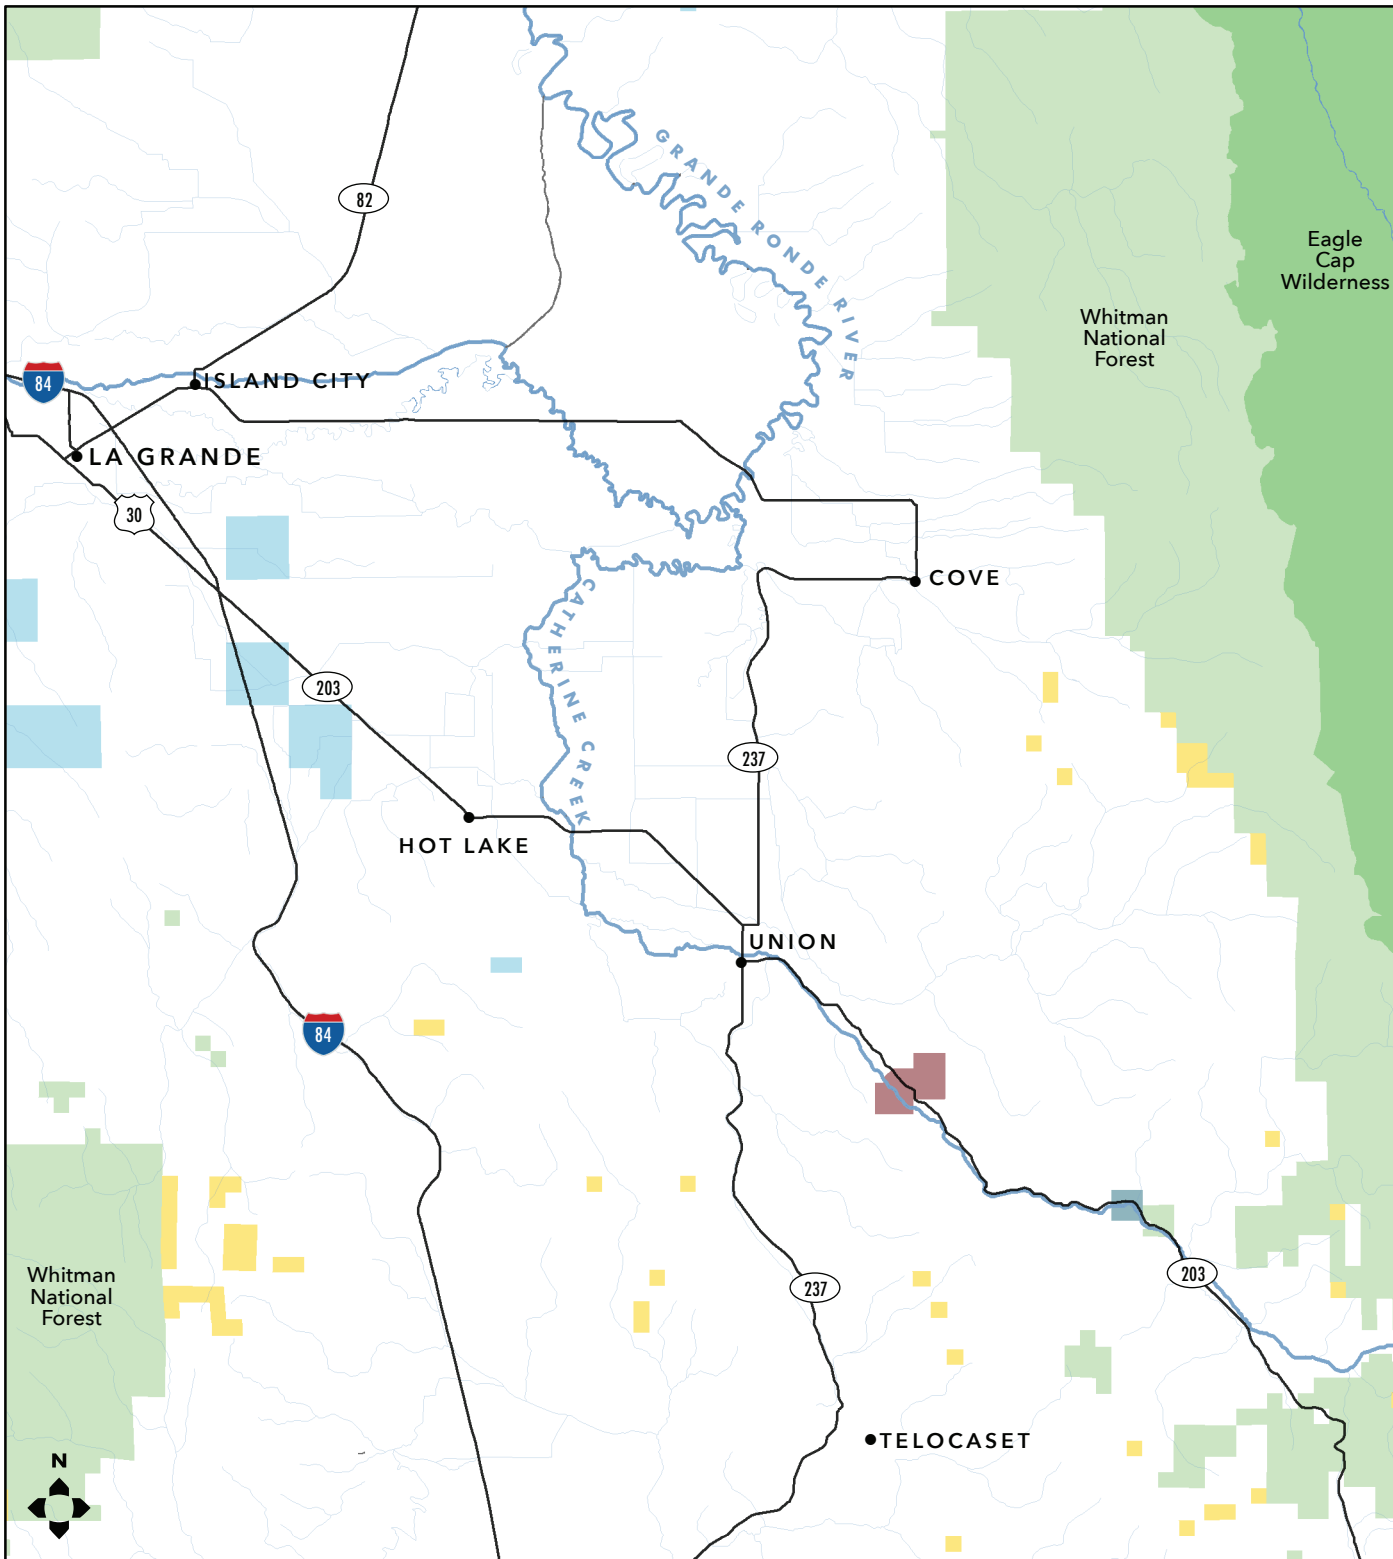 82
GRANDE RONDE RIVER
Eagle
Cap
Wilderness
Whitman
National
Forest
84
ISLAND CITY
LA GRANDE
30
COVE
CATHERINE CREEK
203
237
HOT LAKE
UNION
84
203
Whitman
National
Forest
237
TELOCASET
N